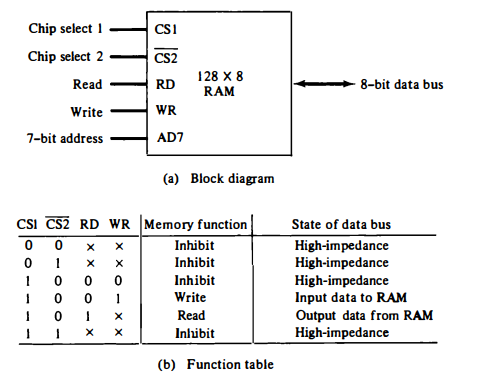 Chip select 1 CS1
Chip select 2 C̅S̅2̅
Read RD 128 X 8 8-bit data bus
RAM
Write WR
7-bit address AD7
(a) Block diagram
CS1 C̅S̅2̅ RD WR Memory function State of data bus
0 0 x x Inhibit High-impedance
0 1 x x Inhibit High-impedance
1 0 0 0 Inhibit High-impedance
1 0 0 1 Write Input data to RAM
1 0 1 x Read Output data from RAM
1 1 x x Inhibit High-impedance
(b) Function table